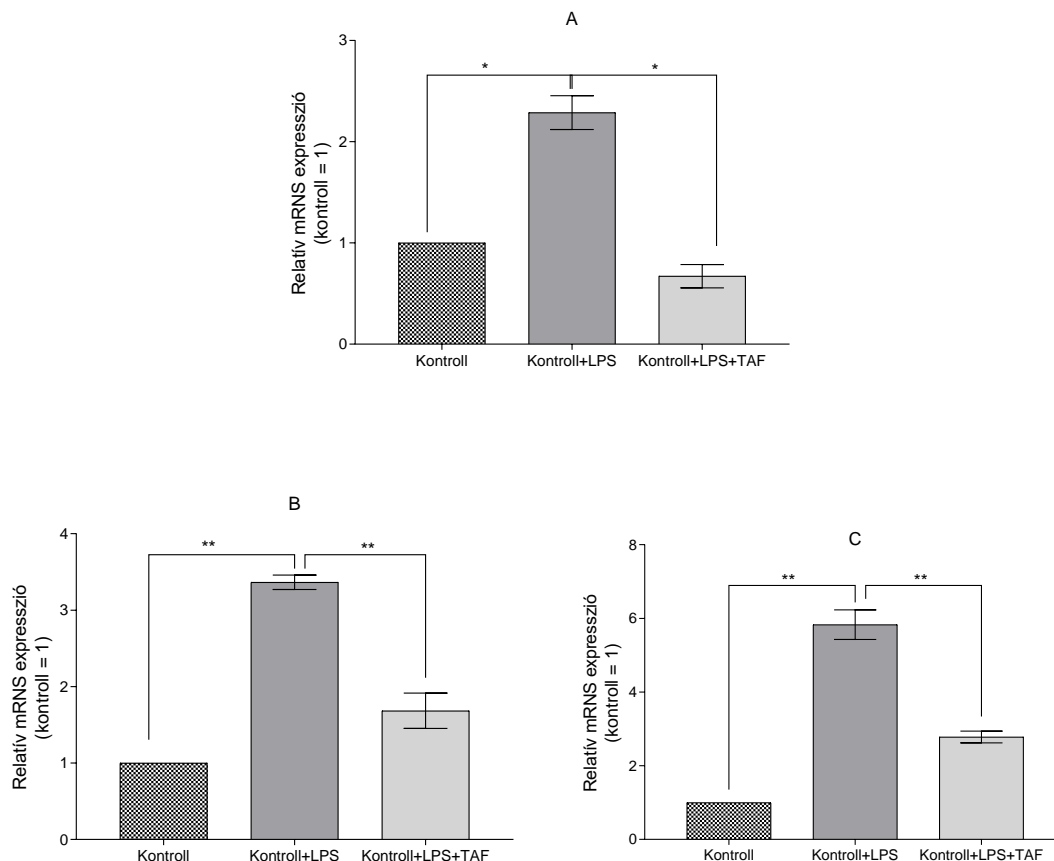 A
3
2
1
0
Relatív mRNS expresszió
(kontroll = 1)
*
*
Kontroll
Kontroll+LPS
Kontroll+LPS+TAF
B
4
3
2
1
0
Relatív mRNS expresszió
(kontroll = 1)
**
**
Kontroll
Kontroll+LPS
Kontroll+LPS+TAF
C
8
6
4
2
0
Relatív mRNS expresszió
(kontroll = 1)
**
**
Kontroll
Kontroll+LPS
Kontroll+LPS+TAF